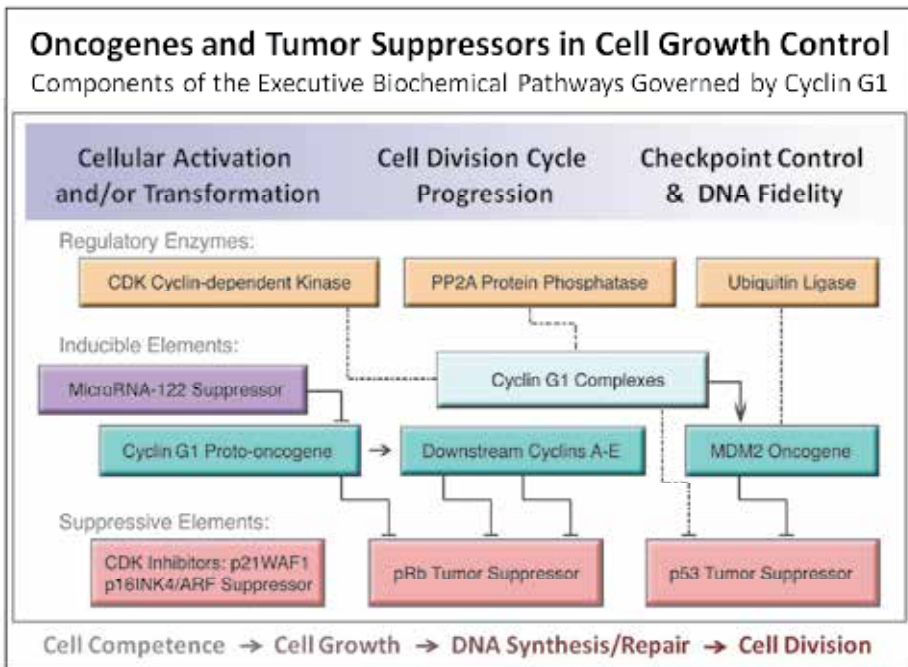 Oncogenes and Tumor Suppressors in Cell Growth Control
Components of the Executive Biochemical Pathways Governed by Cyclin G1
Cellular Activation
and/or Transformation
Cell Division Cycle
Progression
Checkpoint Control
& DNA Fidelity
Regulatory Enzymes:
CDK Cyclin-dependent Kinase
PP2A Protein Phosphatase
Ubiquitin Ligase
Inducible Elements:
Cyclin G1 Complexes
MicroRNA-122 Suppressor
Cyclin G1 Proto-oncogene
Downstream Cyclins A-E
MDM2 Oncogene
Suppressive Elements:
CDK Inhibitors: p21WAF1
p16INK4/ARF Suppressor
pRb Tumor Suppressor
p53 Tumor Suppressor
Cell Competence → Cell Growth → DNA Synthesis/Repair → Cell Division